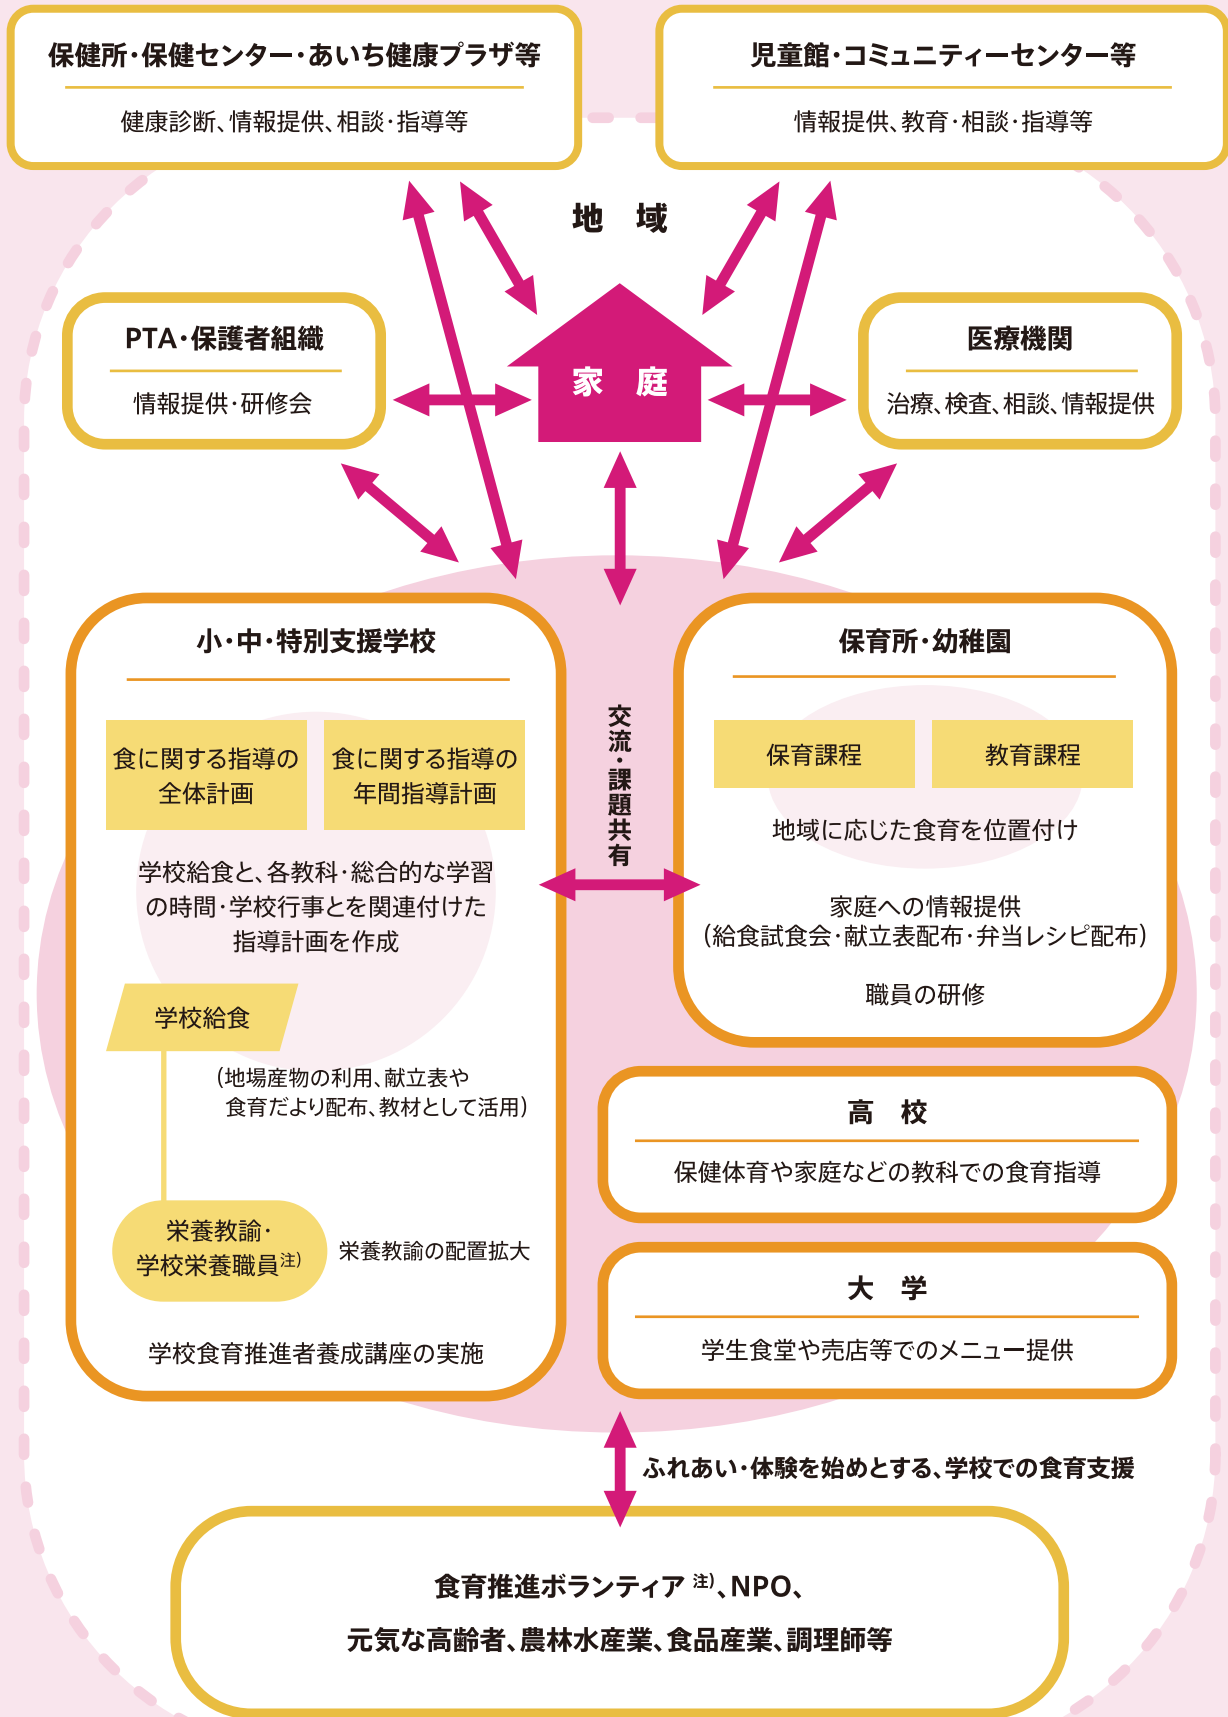 保健所・保健センター・あいち健康プラザ等
健康診断、情報提供、相談・指導等
児童館・コミュニティーセンター等
情報提供、教育・相談・指導等
地　域
PTA・保護者組織
情報提供・研修会
家　庭
医療機関
治療、検査、相談、情報提供
小・中・特別支援学校
食に関する指導の
全体計画
食に関する指導の
年間指導計画
学校給食と、各教科・総合的な学習
の時間・学校行事とを関連付けた
指導計画を作成
学校給食
(地場産物の利用、献立表や
食育だより配布、教材として活用)
栄養教諭・
学校栄養職員注)
栄養教諭の配置拡大
学校食育推進者養成講座の実施
交流・課題共有
保育所・幼稚園
保育課程
教育課程
地域に応じた食育を位置付け
家庭への情報提供
(給食試食会・献立表配布・弁当レシピ配布)
職員の研修
高　校
保健体育や家庭などの教科での食育指導
大　学
学生食堂や売店等でのメニュー提供
ふれあい・体験を始めとする、学校での食育支援
食育推進ボランティア注)、NPO、
元気な高齢者、農林水産業、食品産業、調理師等